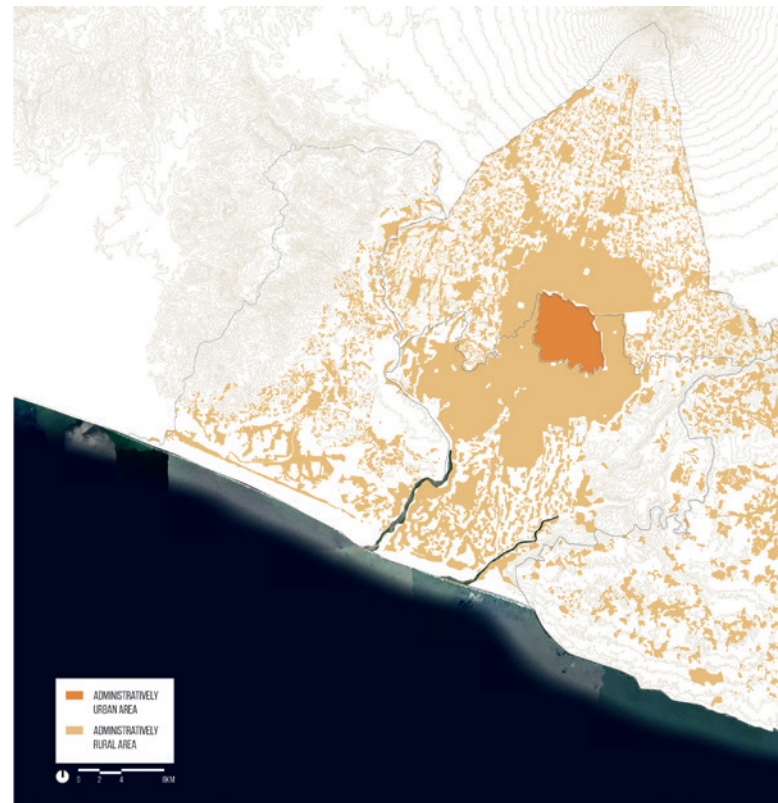 ADMINISTRATIVELY
URBAN AREA
ADMINISTRATIVELY
RURAL AREA
0 2 4 8KM